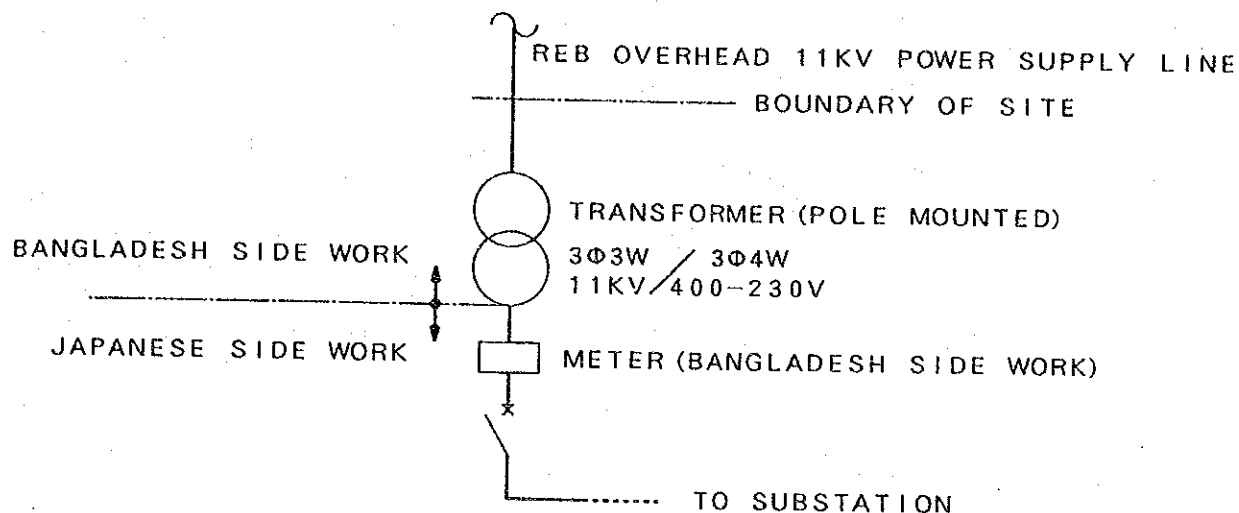 REB OVERHEAD 11KV POWER SUPPLY LINE
BOUNDARY OF SITE
TRANSFORMER (POLE MOUNTED)
BANGLADESH SIDE WORK
3Φ3W / 3Φ4W
11KV/400-230V
JAPANESE SIDE WORK
METER (BANGLADESH SIDE WORK)
TO SUBSTATION